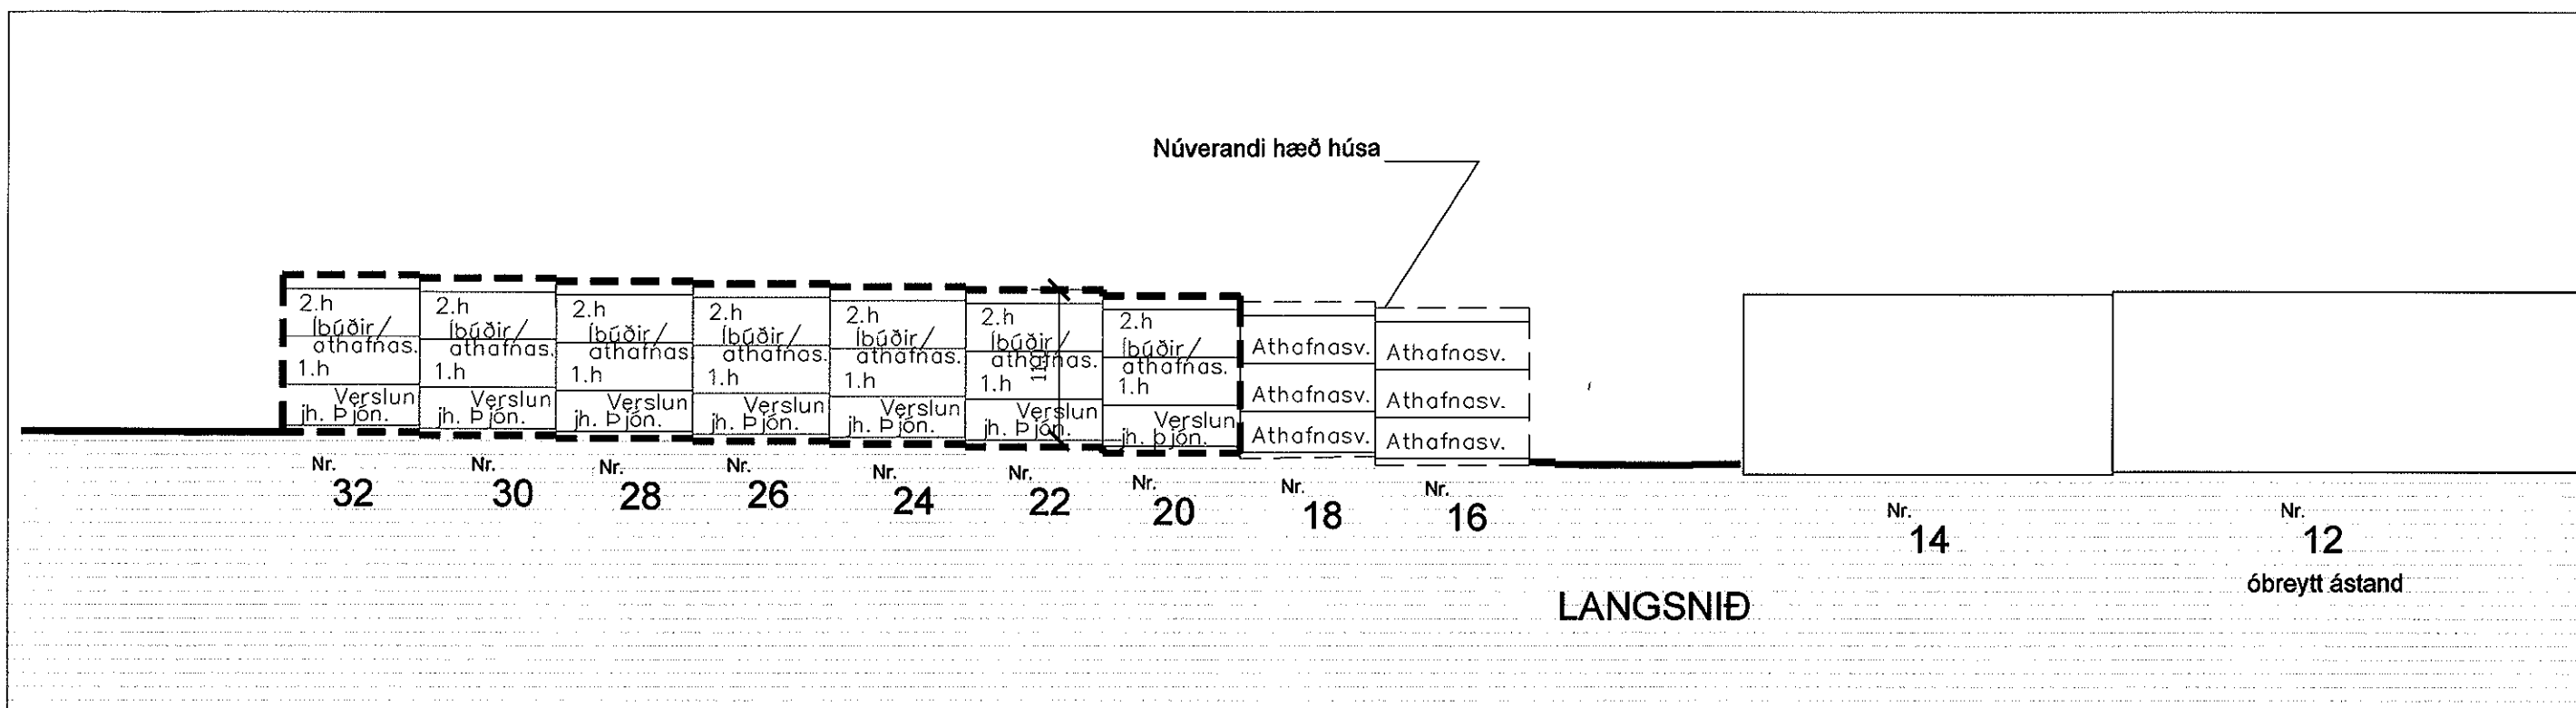 Núverandi hæð húsa
2.h
Íbúðir/
athafnas.
1.h
Verslun
jh. Þjón.
Nr.
32
2.h
Íbúðir/
athafnas.
1.h
Verslun
jh. Þjón.
Nr.
30
2.h
Íbúðir/
athafnas.
1.h
Verslun
jh. Þjón.
Nr.
28
2.h
Íbúðir/
athafnas.
1.h
Verslun
jh. Þjón.
Nr.
26
2.h
Íbúðir/
athafnas.
1.h
Verslun
jh. Þjón.
Nr.
24
2.h
Íbúðir/
athafnas.
1.h
Verslun
jh. Þjón.
Nr.
22
2.h
Íbúðir/
athafnas.
1.h
Verslun
jh. Þjón.
Nr.
20
Athafnasv.
Athafnasv.
Athafnasv.
Nr.
18
Athafnasv.
Athafnasv.
Athafnasv.
Nr.
16
Nr.
14
Nr.
12
óbreytt ástand
LANGSNIÐ